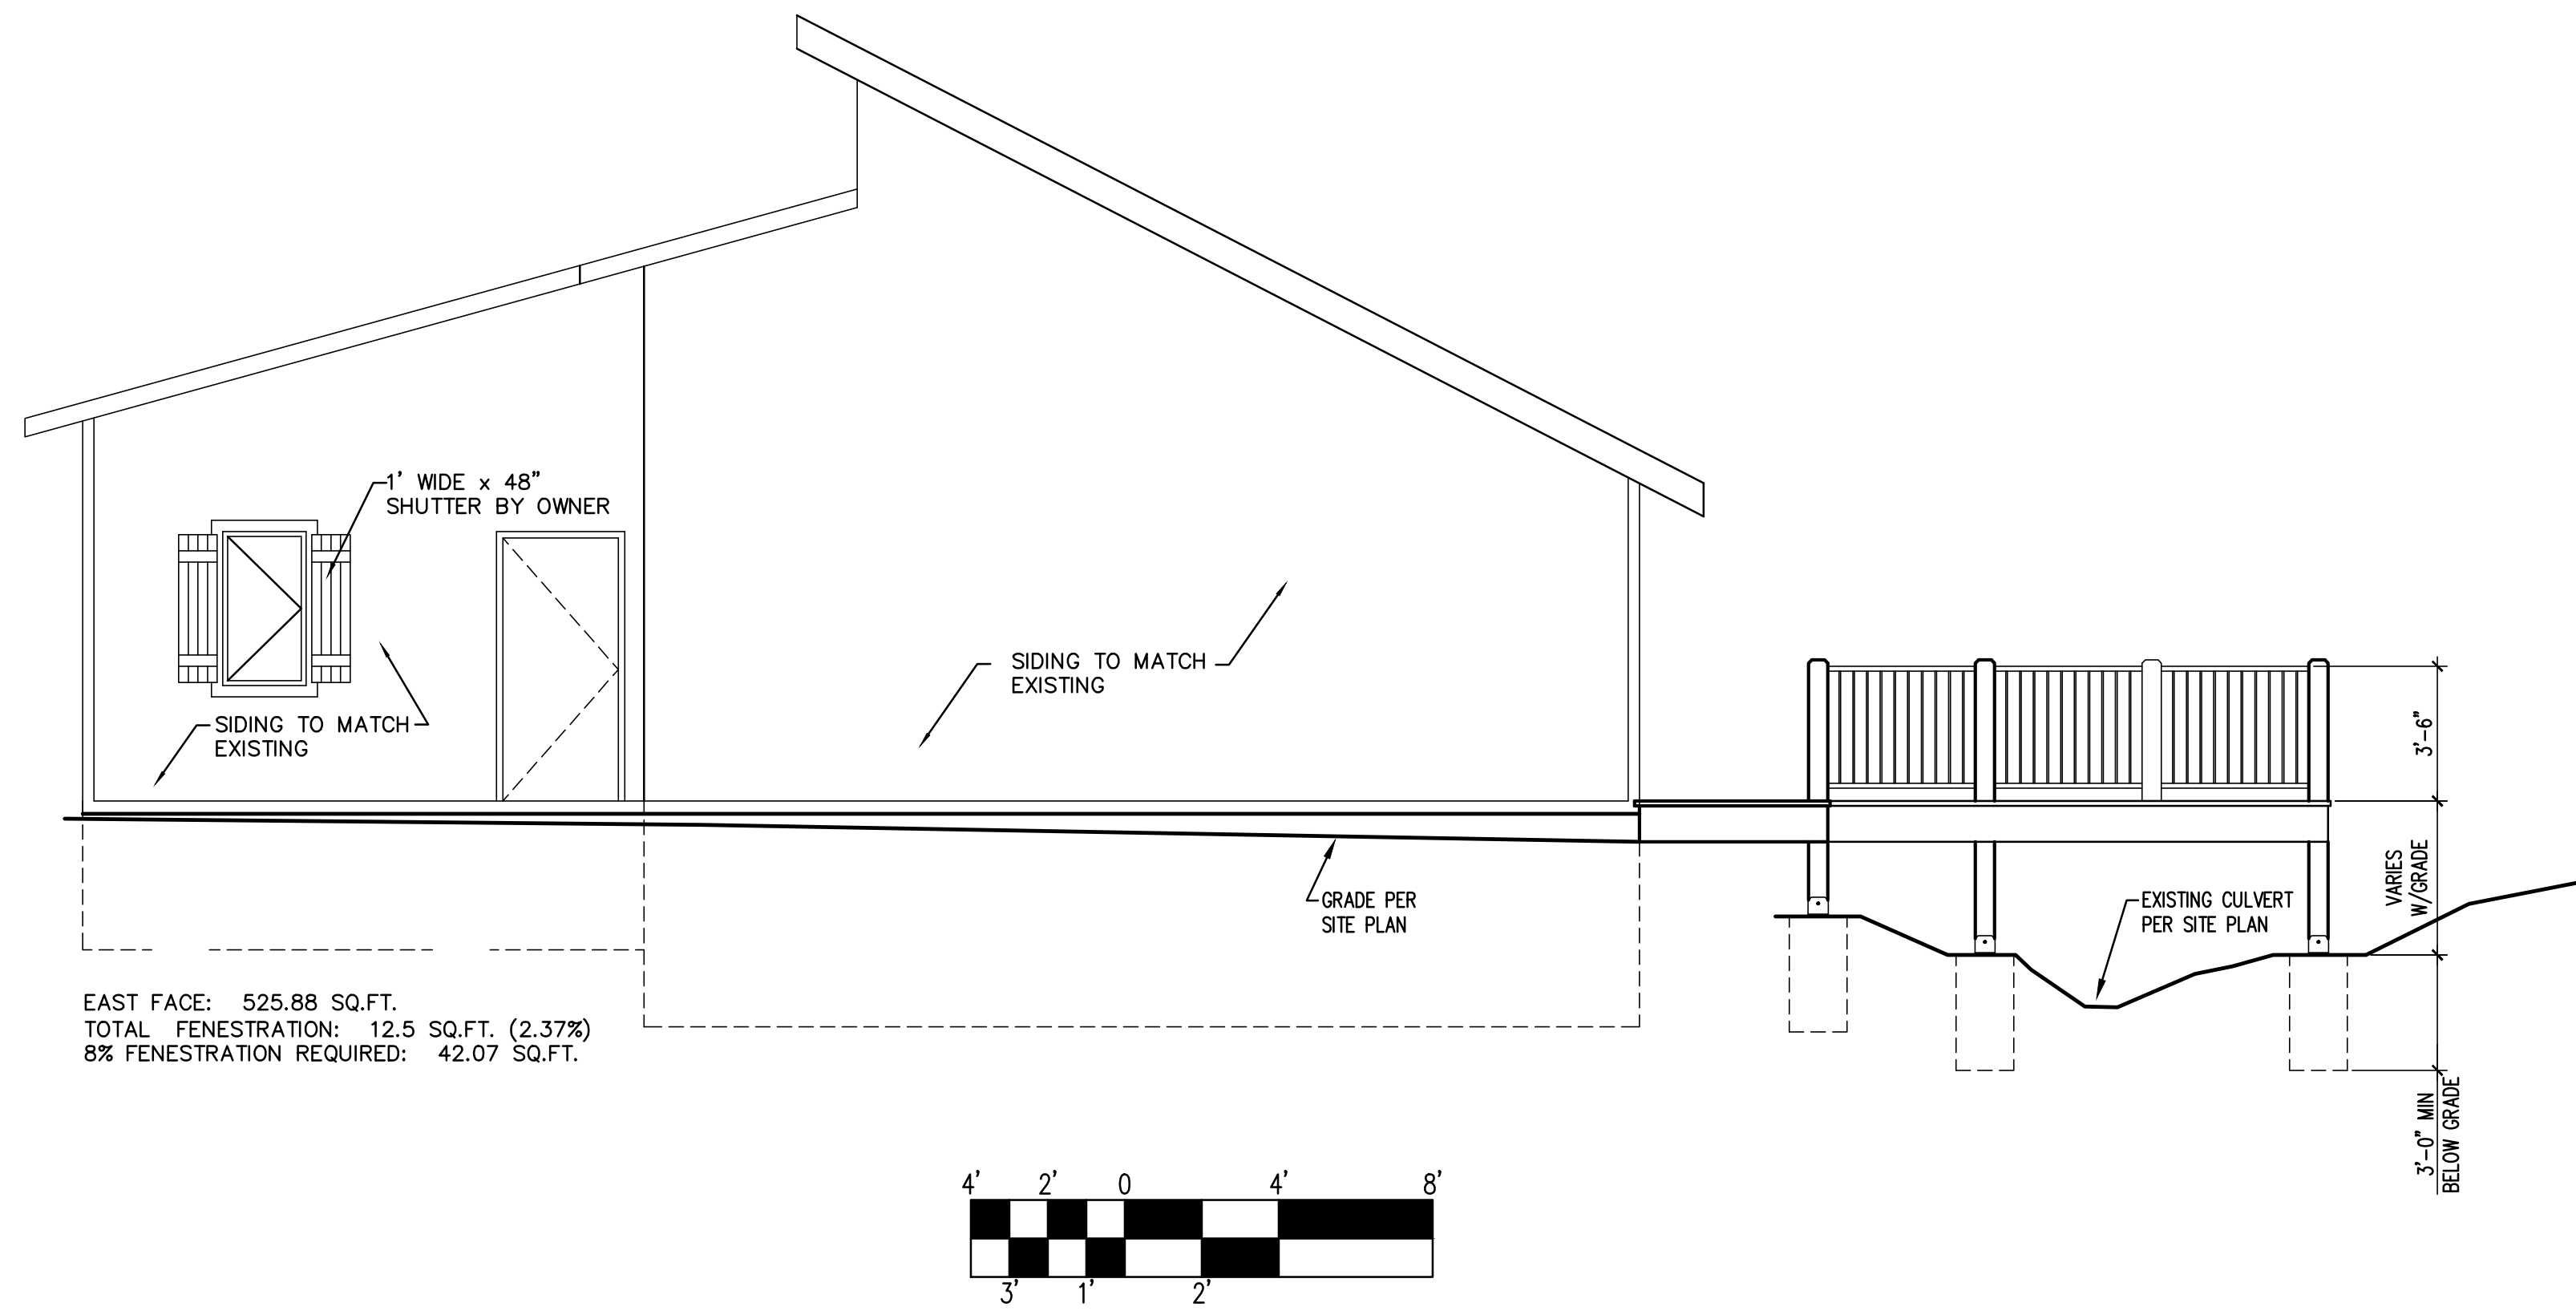 1' WIDE x 48"
SHUTTER BY OWNER
SIDING TO MATCH
EXISTING
SIDING TO MATCH
EXISTING
3'-6"
VARIES
W/GRADE
GRADE PER
SITE PLAN
EXISTING CULVERT
PER SITE PLAN
3'-0" MIN
BELOW GRADE
EAST FACE: 525.88 SQ.FT.
TOTAL FENESTRATION: 12.5 SQ.FT. (2.37%)
8% FENESTRATION REQUIRED: 42.07 SQ.FT.
4' 2' 0 4' 8'
3' 1' 2'